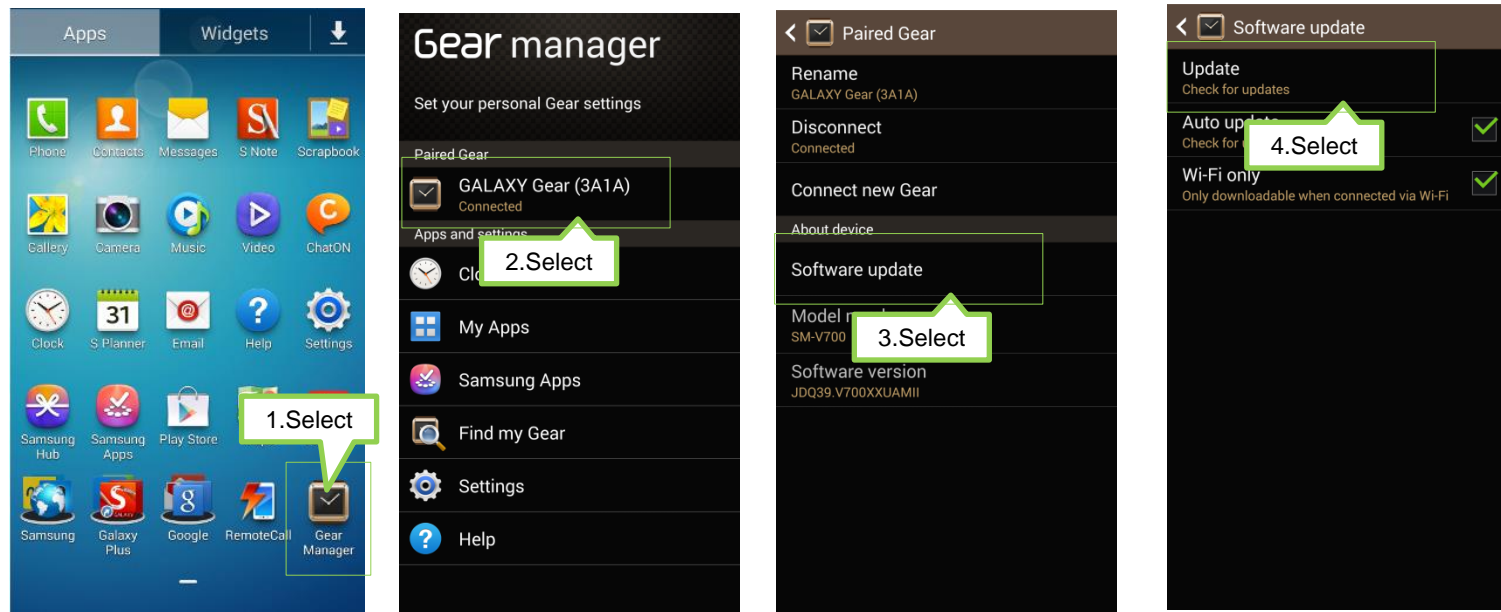 Apps
Widgets
Phone
Contacts
Messages
S Note
Scrapbook
Gallery
Camera
Music
Video
ChatON
31
Clock
S Planner
Email
Help
Settings
1.Select
Samsung Hub
Samsung Apps
Play Store
Samsung
Galaxy Plus
Google
RemoteCall
Gear Manager
Gear manager
Set your personal Gear settings
Paired Gear
GALAXY Gear (3A1A)
Connected
Apps and settings
2.Select
My Apps
Samsung Apps
Find my Gear
Settings
Help
Paired Gear
Rename
GALAXY Gear (3A1A)
Disconnect
Connected
Connect new Gear
About device
Software update
Model
3.Select
SM-V700
Software version
JDQ39.V700XXUAMII
Software update
Update
Check for updates
Auto update
Check for
4.Select
Wi-Fi only
Only downloadable when connected via Wi-Fi